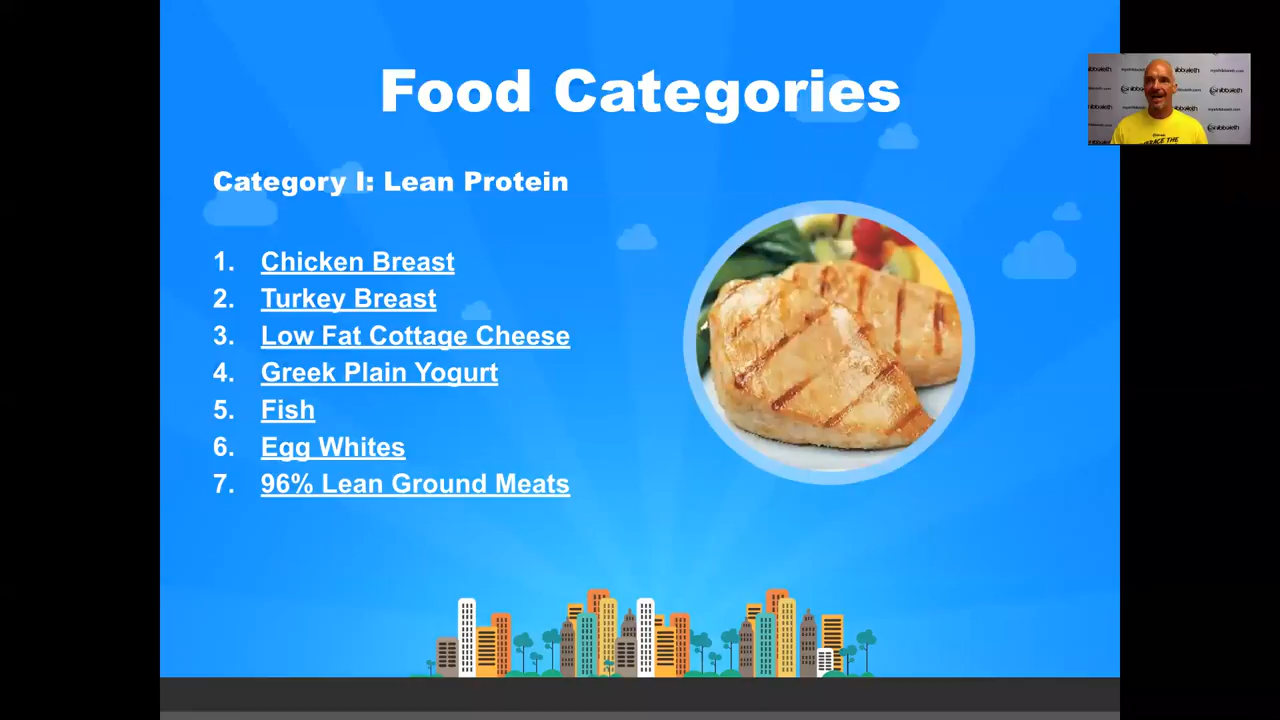 Food Categories
Category I: Lean Protein
1. Chicken Breast
2. Turkey Breast
3. Low Fat Cottage Cheese
4. Greek Plain Yogurt
5. Fish
6. Egg Whites
7. 96% Lean Ground Meats